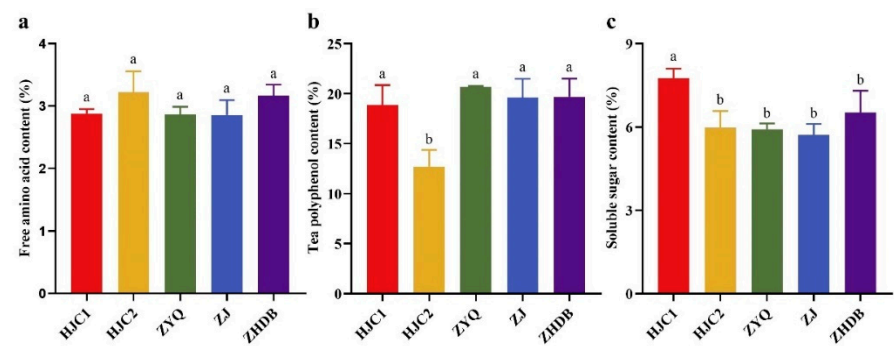 a
Free amino acid content (%)
4
3
2
1
0
a
a
a
a
a
HJC1
HJC2
ZYQ
ZJ
ZHDB
b
Tea polyphenol content (%)
25
20
15
10
5
0
a
b
a
a
a
HJC1
HJC2
ZYQ
ZJ
ZHDB
c
Soluble sugar content (%)
9
6
3
0
a
b
b
b
b
HJC1
HJC2
ZYQ
ZJ
ZHDB